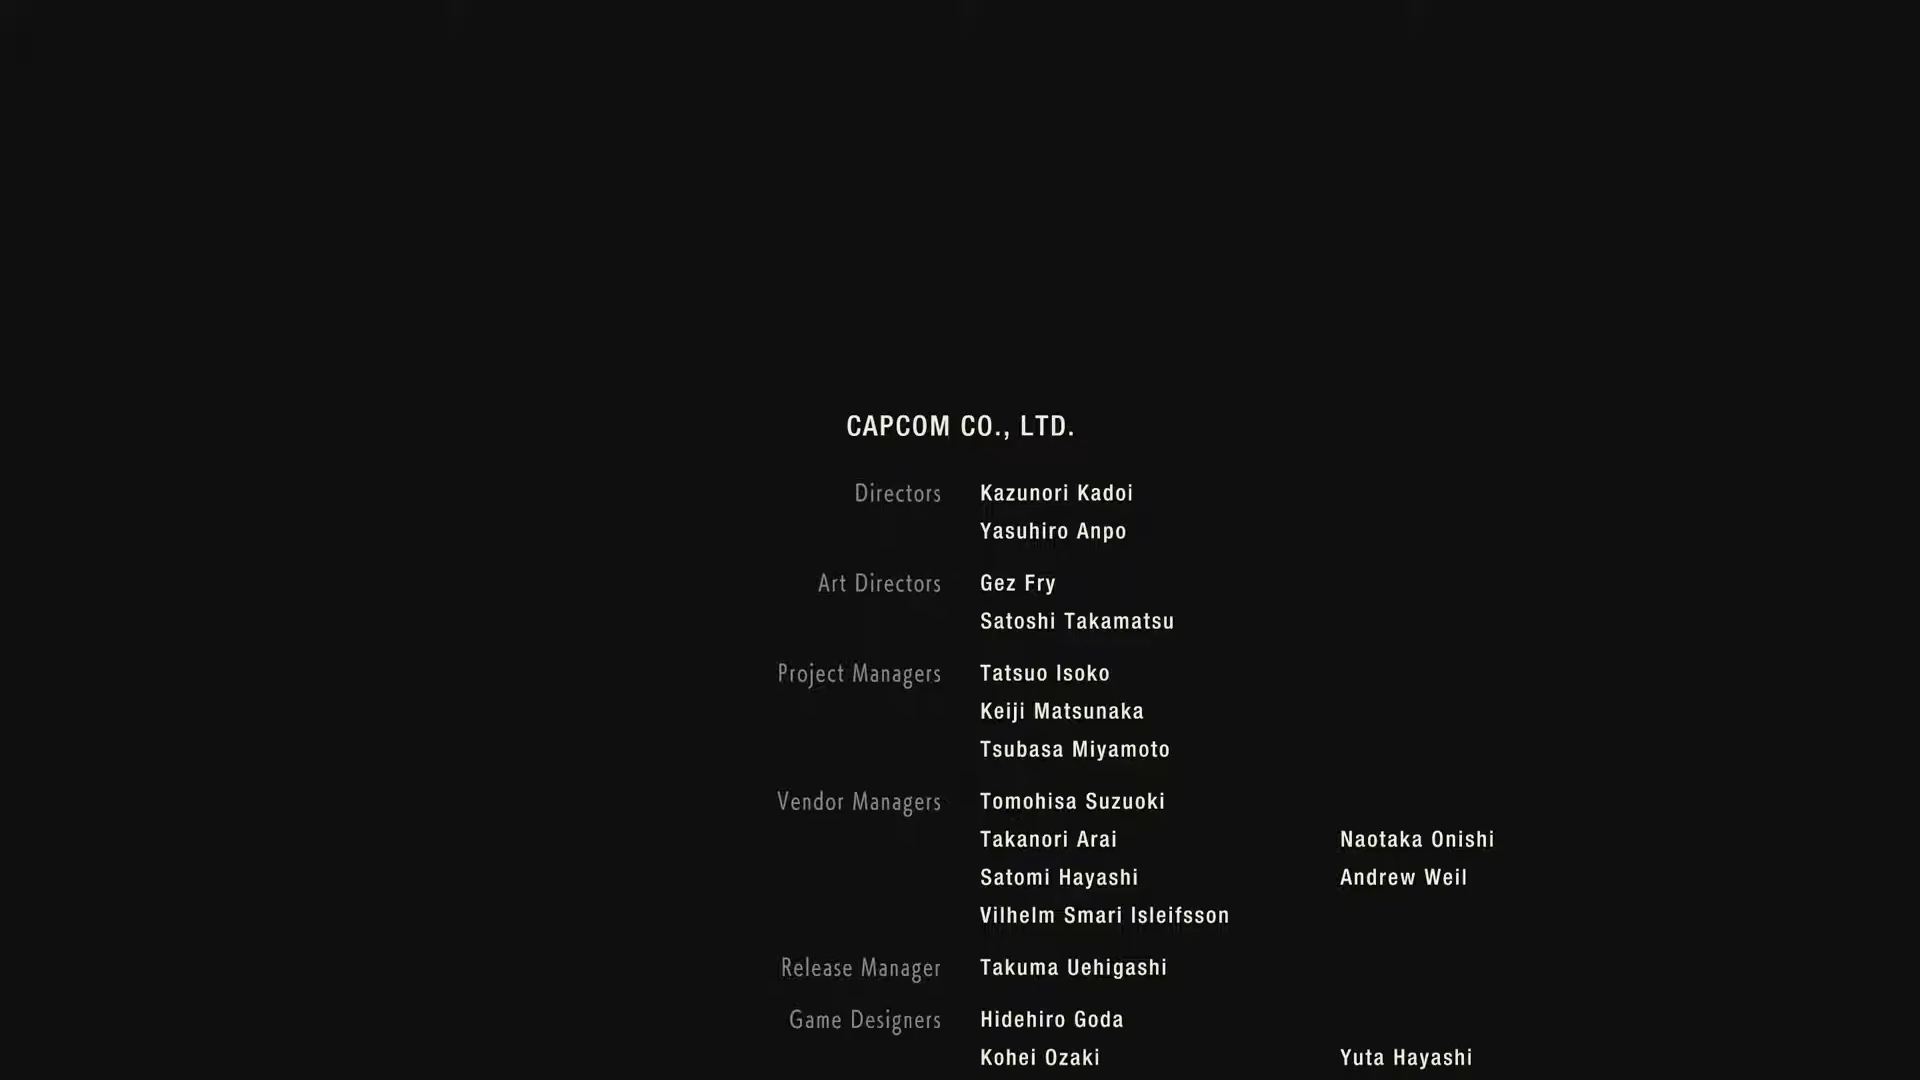 CAPCOM CO., LTD.
Directors Kazunori Kadoi
Yasuhiro Anpo
Art Directors Gez Fry
Satoshi Takamatsu
Project Managers Tatsuo Isoko
Keiji Matsunaka
Tsubasa Miyamoto
Vendor Managers Tomohisa Suzuoki
Takanori Arai Naotaka Onishi
Satomi Hayashi Andrew Weil
Vilhelm Smari Isleifsson
Release Manager Takuma Uehigashi
Game Designers Hidehiro Goda
Kohei Ozaki Yuta Hayashi